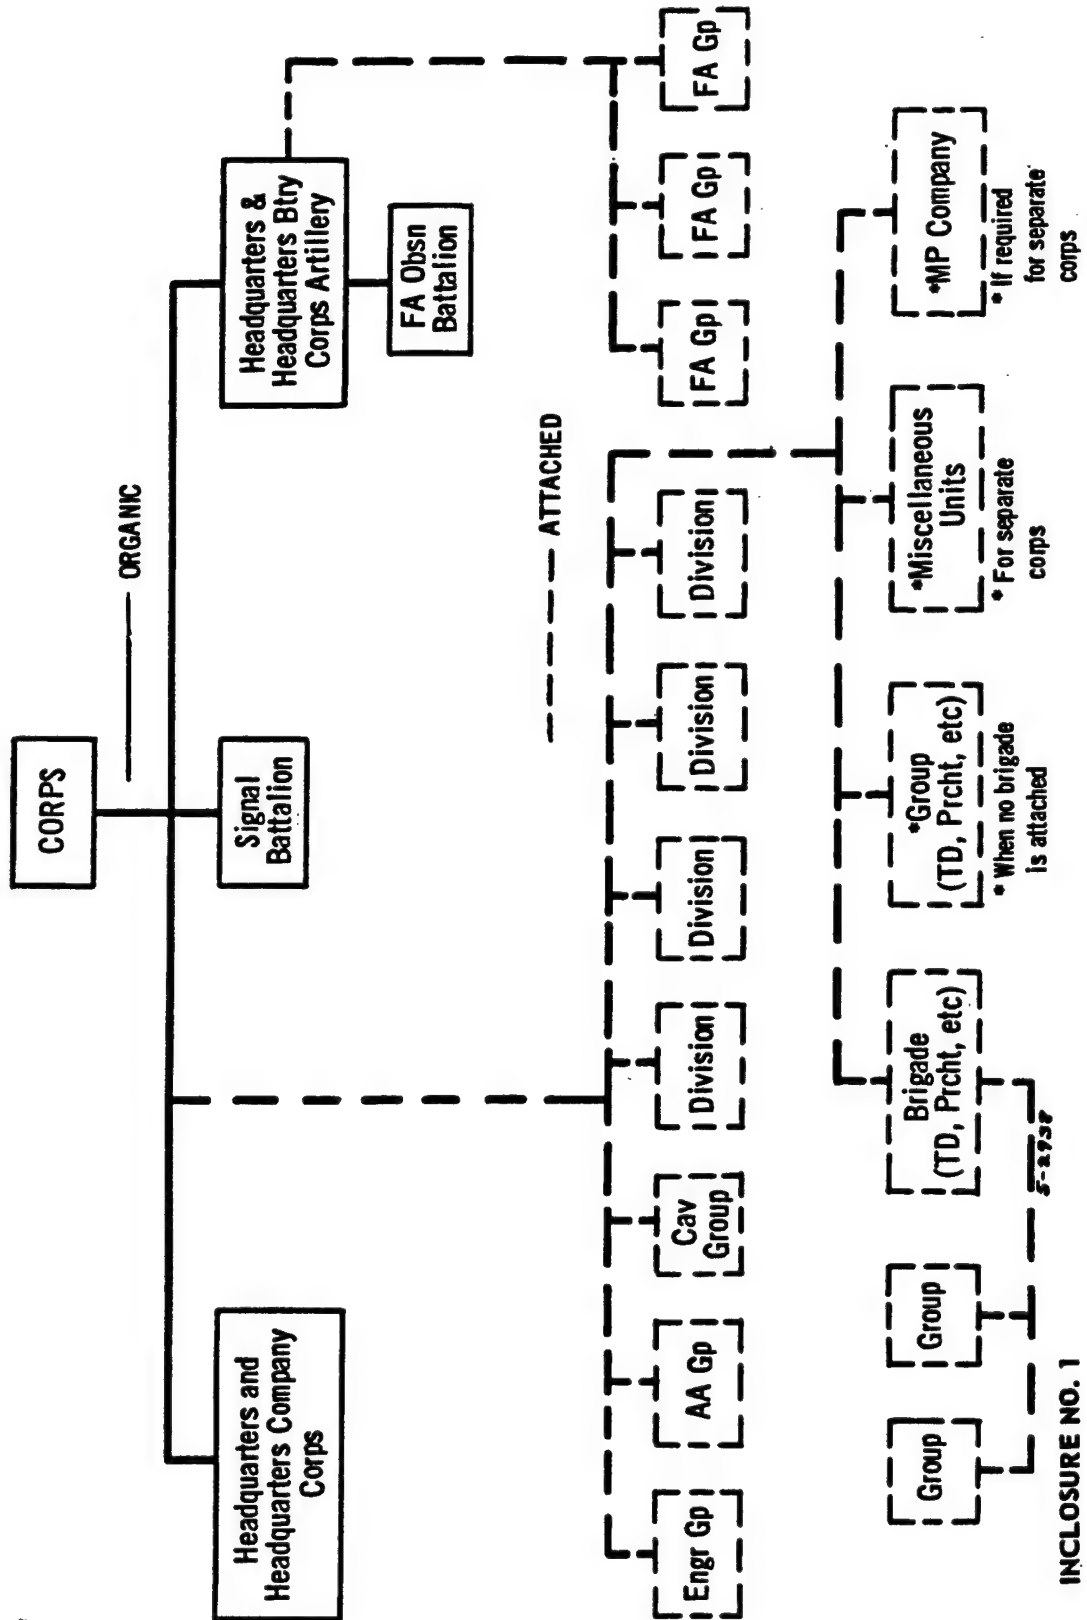 CORPS
ORGANIC
Headquarters and
Headquarters Company
Corps
Signal
Battalion
Headquarters &
Headquarters Btry
Corps Artillery
FA Obsn
Battalion
ATTACHED
Engr Gp
AA Gp
Cav
Group
Division
Division
Division
Division
FA Gp
FA Gp
FA Gp
Group
Group
Brigade
(TD, Prcht, etc)
*Group
(TD, Prcht, etc)
* When no brigade
is attached
*Miscellaneous
Units
* For separate
corps
*MP Company
* If required
for separate
corps
5-2938
INCLOSURE NO. 1